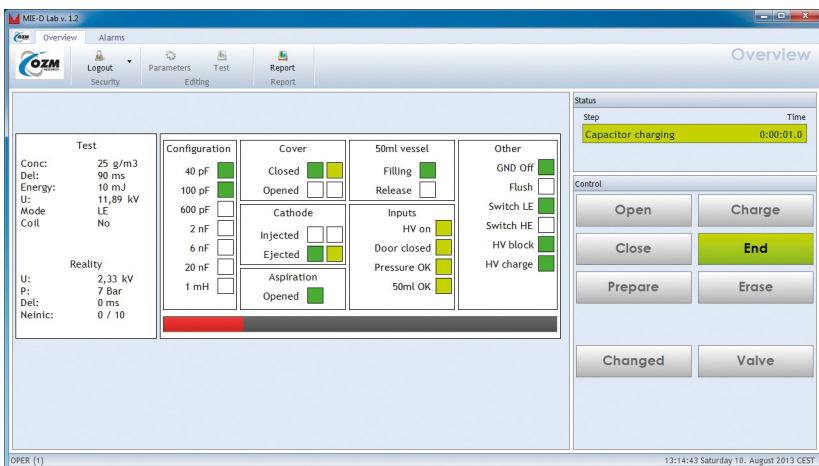 MIE-D Lab v. 1.2
OZM
Overview
Alarms
OZM
RESEARCH
Logout
Parameters
Test
Report
Security
Editing
Report
Overview
Test
Conc: 25 g/m3
Del: 90 ms
Energy: 10 mJ
U: 11,89 kV
Mode LE
Coil No
Reality
U: 2,33 kV
P: 7 Bar
Del: 0 ms
Neinic: 0 / 10
Configuration
40 pF
100 pF
600 pF
2 nF
6 nF
20 nF
1 mH
Cover
Closed
Opened
Cathode
Injected
Ejected
Aspiration
Opened
50ml vessel
Filling
Release
Inputs
HV on
Door closed
Pressure OK
50ml OK
Other
GND Off
Flush
Switch LE
Switch HE
HV block
HV charge
Status
Step Time
Capacitor charging 0:00:01.0
Control
Open Charge
Close End
Prepare Erase
Changed Valve
OPER (1)
13:14:43 Saturday 10. August 2013 CEST